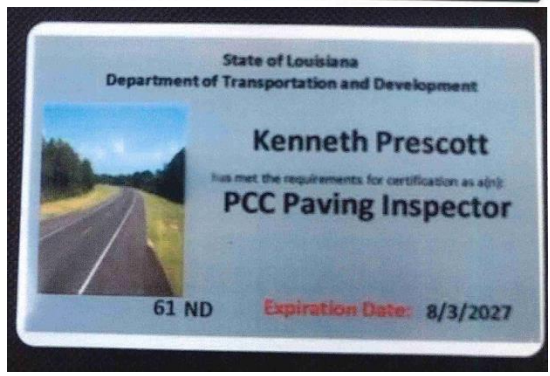 State of Louisiana
Department of Transportation and Development
Kenneth Prescott
has met the requirements for certification as a(n):
PCC Paving Inspector
61 ND
Expiration Date: 8/3/2027